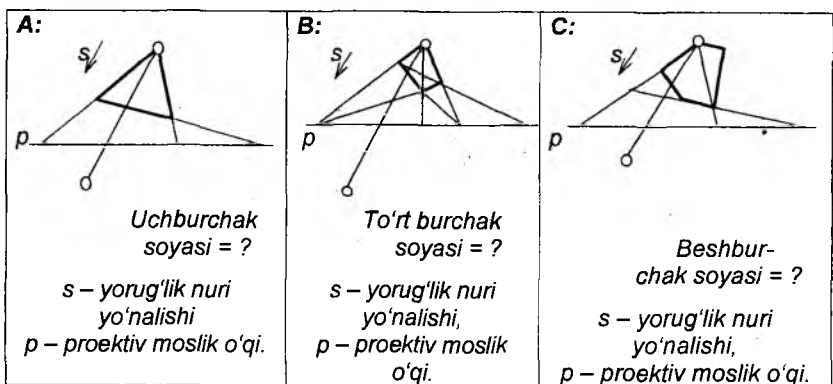 A:
s
p
Uchburchak
soyasi = ?
s – yorug‘lik nuri
yo‘nalishi
p – proektiv moslik o‘qi.
B:
s
p
To‘rt burchak
soyasi = ?
s – yorug‘lik nuri
yo‘nalishi,
p – proektiv moslik
o‘qi.
C:
s
p
Beshbur-
chak soyasi = ?
s – yorug‘lik nuri
yo‘nalishi,
p – proektiv moslik o‘qi.